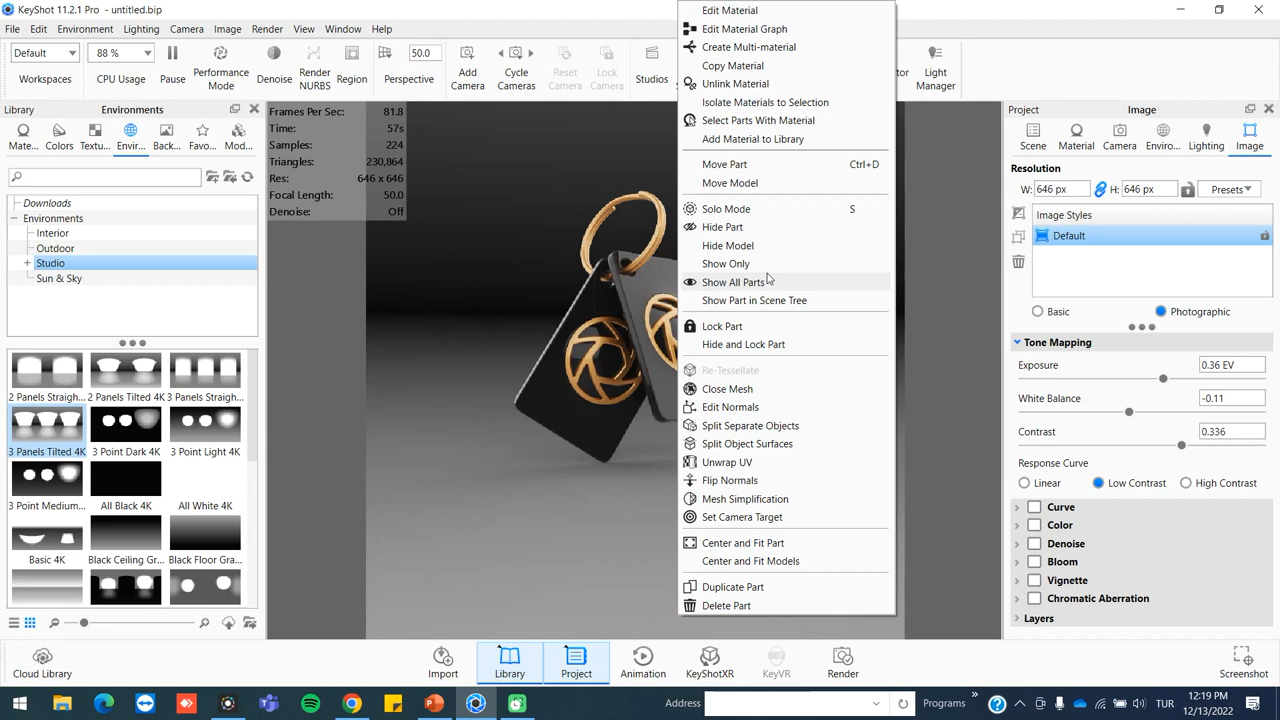 KeyShot 11.2.1 Pro - untitled.bip
File Edit Environment Lighting Camera Image Render View Window Help
Default
88 %
50.0
Workspaces
CPU Usage
Pause
Performance Mode
Denoise
Render NURBS
Region
Perspective
Add Camera
Cycle Cameras
Reset Camera
Lock Camera
Studios
Light Manager
Library
Environments
Mate...
Colors
Textu...
Envir...
Back...
Favo...
Mod...
Downloads
Environments
Interior
Outdoor
Studio
Sun & Sky
2 Panels Straigh...
2 Panels Tilted 4K
3 Panels Straigh...
3 Panels Tilted 4K
3 Point Dark 4K
3 Point Light 4K
3 Point Medium...
All Black 4K
All White 4K
Basic 4K
Black Ceiling Gr...
Black Floor Gra...
Frames Per Sec: 81.8
Time: 57s
Samples: 224
Triangles: 230,864
Res: 646 x 646
Focal Length: 50.0
Denoise: Off
Edit Material
Edit Material Graph
Create Multi-material
Copy Material
Unlink Material
Isolate Materials to Selection
Select Parts With Material
Add Material to Library
Move Part Ctrl+D
Move Model
Solo Mode S
Hide Part
Hide Model
Show Only
Show All Parts
Show Part in Scene Tree
Lock Part
Hide and Lock Part
Re-Tessellate
Close Mesh
Edit Normals
Split Separate Objects
Split Object Surfaces
Unwrap UV
Flip Normals
Mesh Simplification
Set Camera Target
Center and Fit Part
Center and Fit Models
Duplicate Part
Delete Part
Project
Image
Scene
Material
Camera
Enviro...
Lighting
Image
Resolution
W: 646 px H: 646 px Presets
Image Styles
Default
Basic Photographic
Tone Mapping
Exposure 0.36 EV
White Balance -0.11
Contrast 0.336
Response Curve
Linear Low Contrast High Contrast
Curve
Color
Denoise
Bloom
Vignette
Chromatic Aberration
Layers
Cloud Library
Import
Library
Project
Animation
KeyShotXR
KeyVR
Render
Screenshot
Address
Programs »
TUR
12:19 PM
12/13/2022